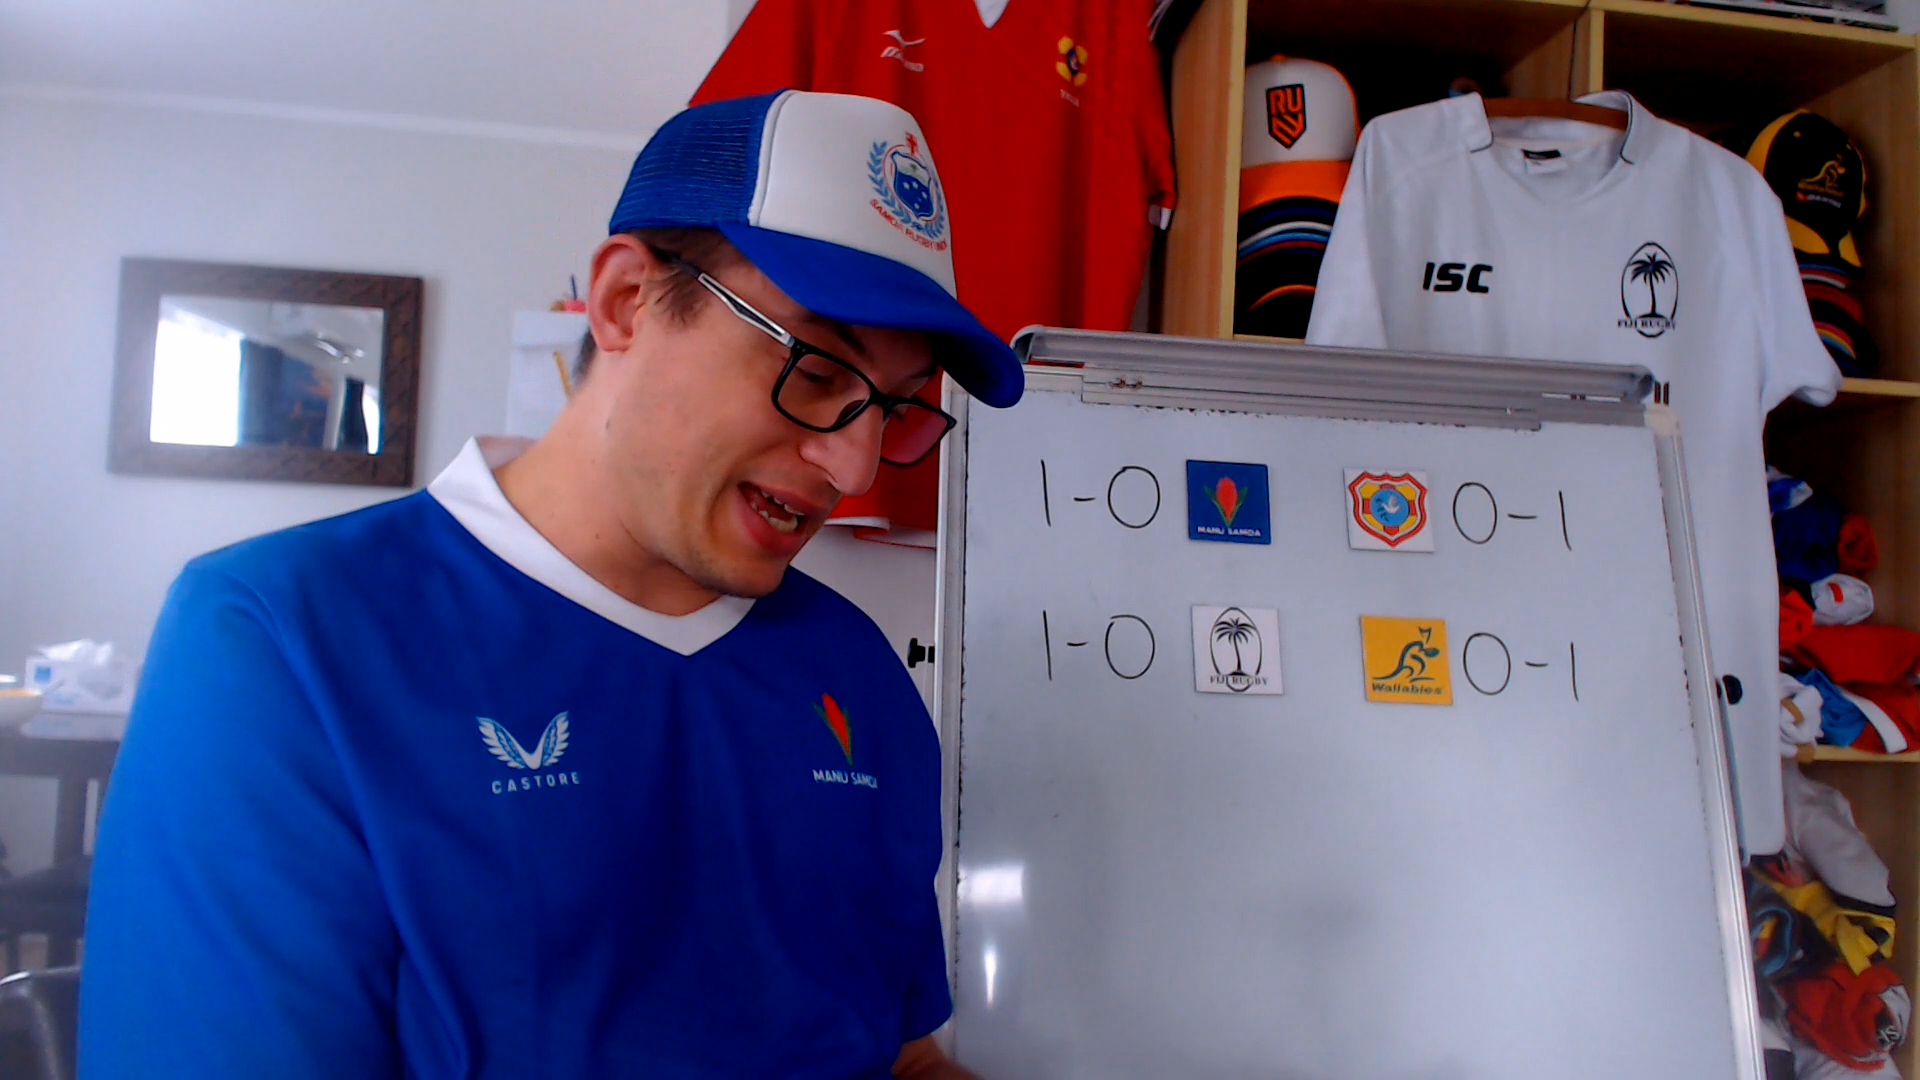 SAMOA RUGBY UNION
RU
ISC
FIJI RUGBY
1-0 MANU SAMOA 0-1
1-0 FIJI RUGBY Wallabies 0-1
CASTORE
MANU SAMOA